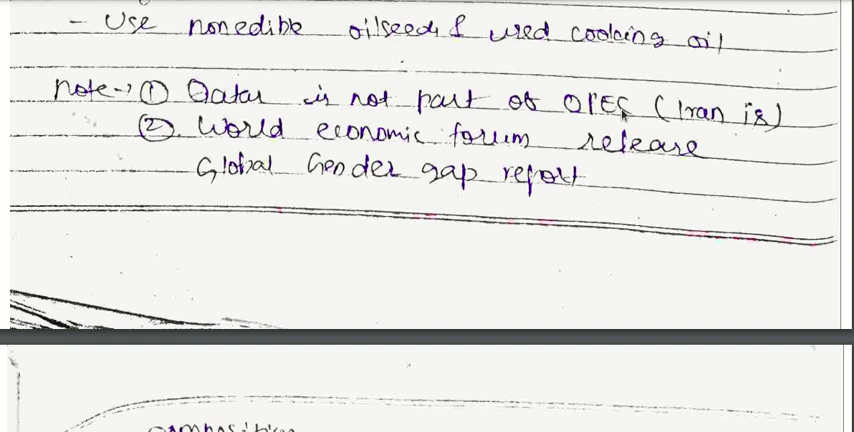 - Use nonedible oilseeds & used cooking oil
Note-> ① Qatar is not part of OPEC (Iran is)
②. World economic forum release
Global Gender gap report